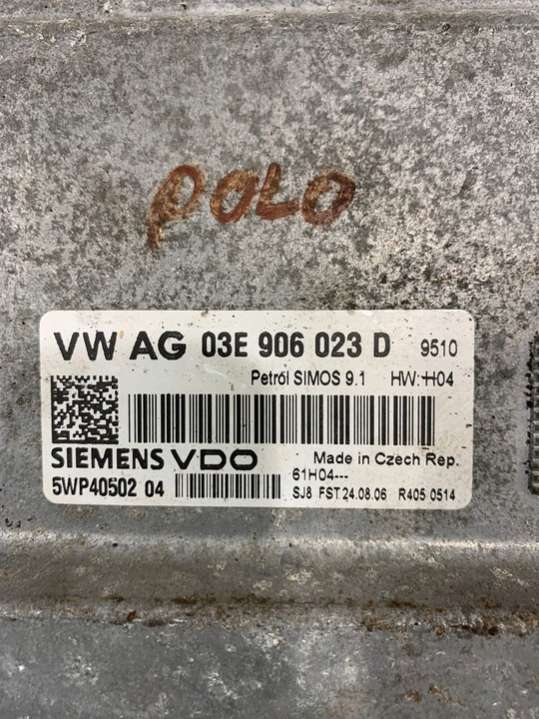 POLO
VW AG 03E 906 023 D 9510
Petrol SIMOS 9.1 HW: H04
SIEMENS VDO Made in Czech Rep.
61H04---
5WP40502 04 SJ8 FST 24.08.06 R405 0514